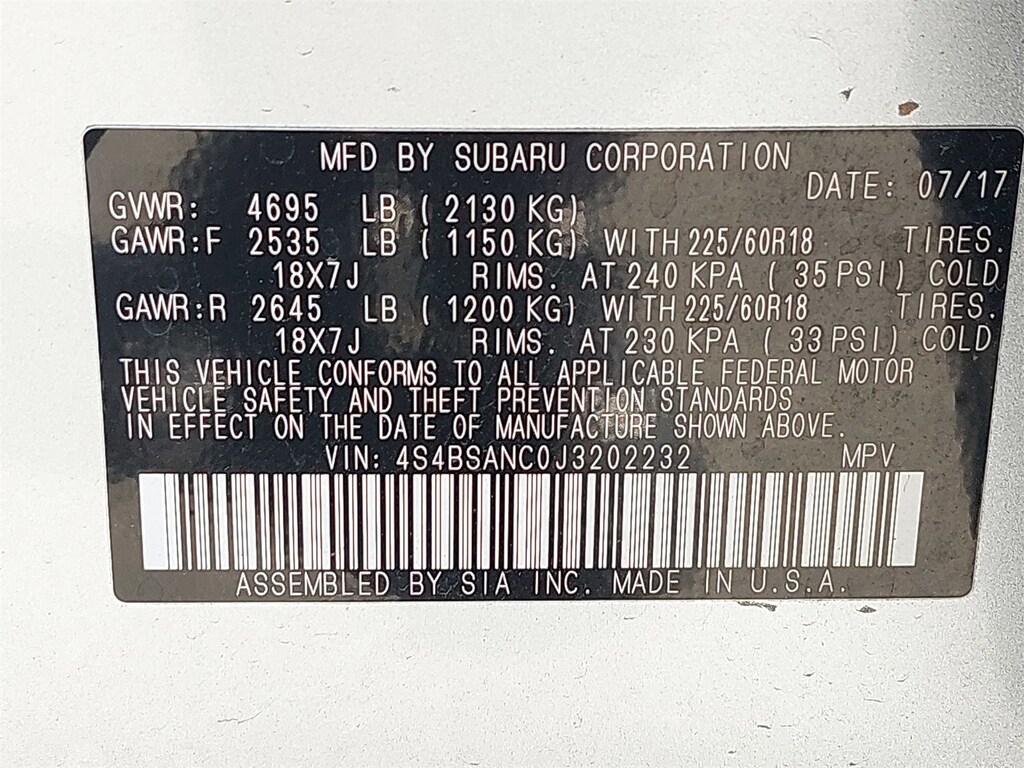 MFD BY SUBARU CORPORATION
DATE: 07/17
GVWR: 4695 LB ( 2130 KG)
GAWR:F 2535 LB ( 1150 KG) WITH 225/60R18 TIRES.
18X7J RIMS. AT 240 KPA ( 35 PSI) COLD
GAWR:R 2645 LB ( 1200 KG) WITH 225/60R18 TIRES.
18X7J RIMS. AT 230 KPA ( 33 PSI) COLD
THIS VEHICLE CONFORMS TO ALL APPLICABLE FEDERAL MOTOR
VEHICLE SAFETY AND THEFT PREVENTION STANDARDS
IN EFFECT ON THE DATE OF MANUFACTURE SHOWN ABOVE.
VIN: 4S4BSANC0J3202232 MPV
ASSEMBLED BY SIA INC. MADE IN U.S.A.